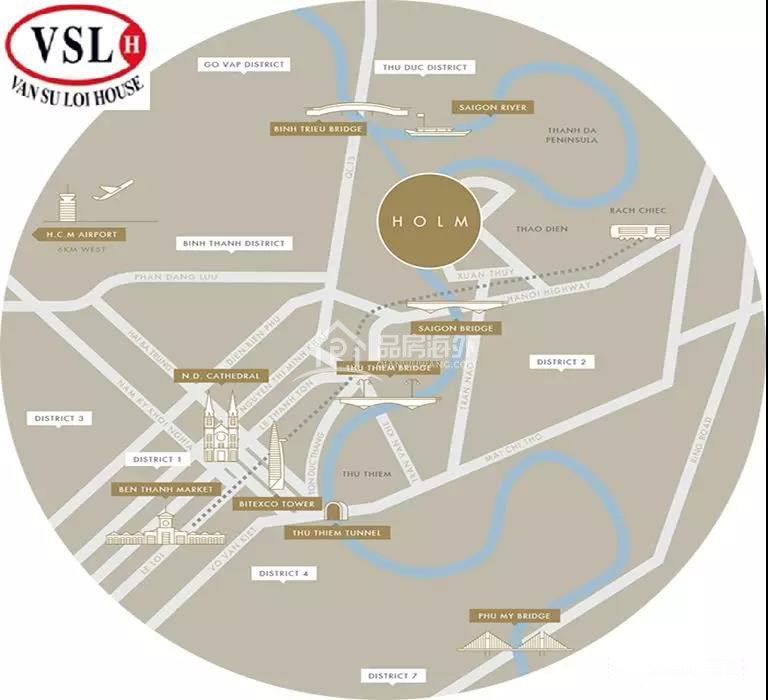 VSL H
VAN SU LOI HOUSE
GO VAP DISTRICT
THU DUC DISTRICT
SAIGON RIVER
BINH TRIEU BRIDGE
THANH DA
PENINSULA
QL 13
HOLM
RACH CHIEC
THAO DIEN
H.C.M AIRPORT
6KM WEST
BINH THANH DISTRICT
PHAN DANG LUU
XUAN THUY
HANOI HIGHWAY
SAIGON BRIDGE
HAI BA TRUNG
DIEN BIEN PHU
NGUYEN THI MINH
品房海外
THU THIEM BRIDGE
DISTRICT 2
N.D. CATHEDRAL
NAM KY KHOI NGHIA
LE THANH TON
TRAN NAO
DISTRICT 3
TON DUC THANG
TRAN VAN KHE
MAI CHI THO
RING ROAD
DISTRICT 1
THU THIEM
BEN THANH MARKET
BITEXCO TOWER
THU THIEM TUNNEL
LE LOI
VO VAN KIET
DISTRICT 4
PHU MY BRIDGE
DISTRICT 7